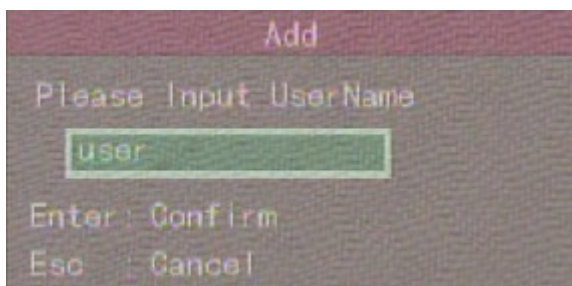 Add
Please Input UserName
user
Enter: Confirm
Esc : Cancel